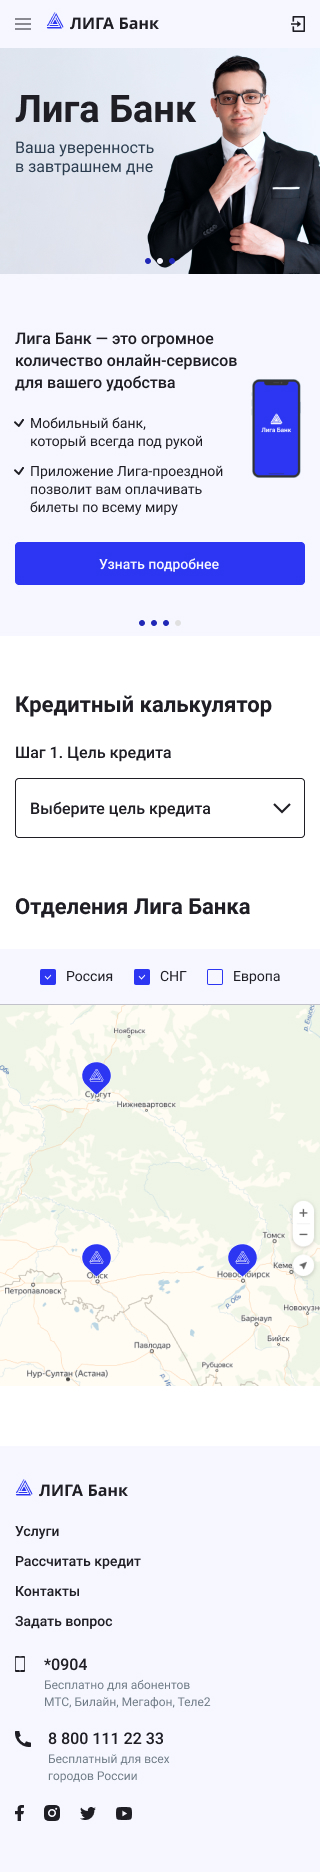 ЛИГА Банк
Лига Банк
Ваша уверенность
в завтрашнем дне
Лига Банк — это огромное
количество онлайн-сервисов
для вашего удобства
Мобильный банк,
который всегда под рукой
Приложение Лига-проездной
позволит вам оплачивать
билеты по всему миру
Лига Банк
Узнать подробнее
Кредитный калькулятор
Шаг 1. Цель кредита
Выберите цель кредита
Отделения Лига Банка
Россия СНГ Европа
Ноябрьск
Сургут
Нижневартовск
Томск
Омск
Кеме
Петропавловск
р. Обь
Новокузне
Барнаул
Бийск
Павлодар
Рубцовск
Нур-Султан (Астана)
ЛИГА Банк
Услуги
Рассчитать кредит
Контакты
Задать вопрос
*0904
Бесплатно для абонентов
МТС, Билайн, Мегафон, Теле2
8 800 111 22 33
Бесплатный для всех
городов России